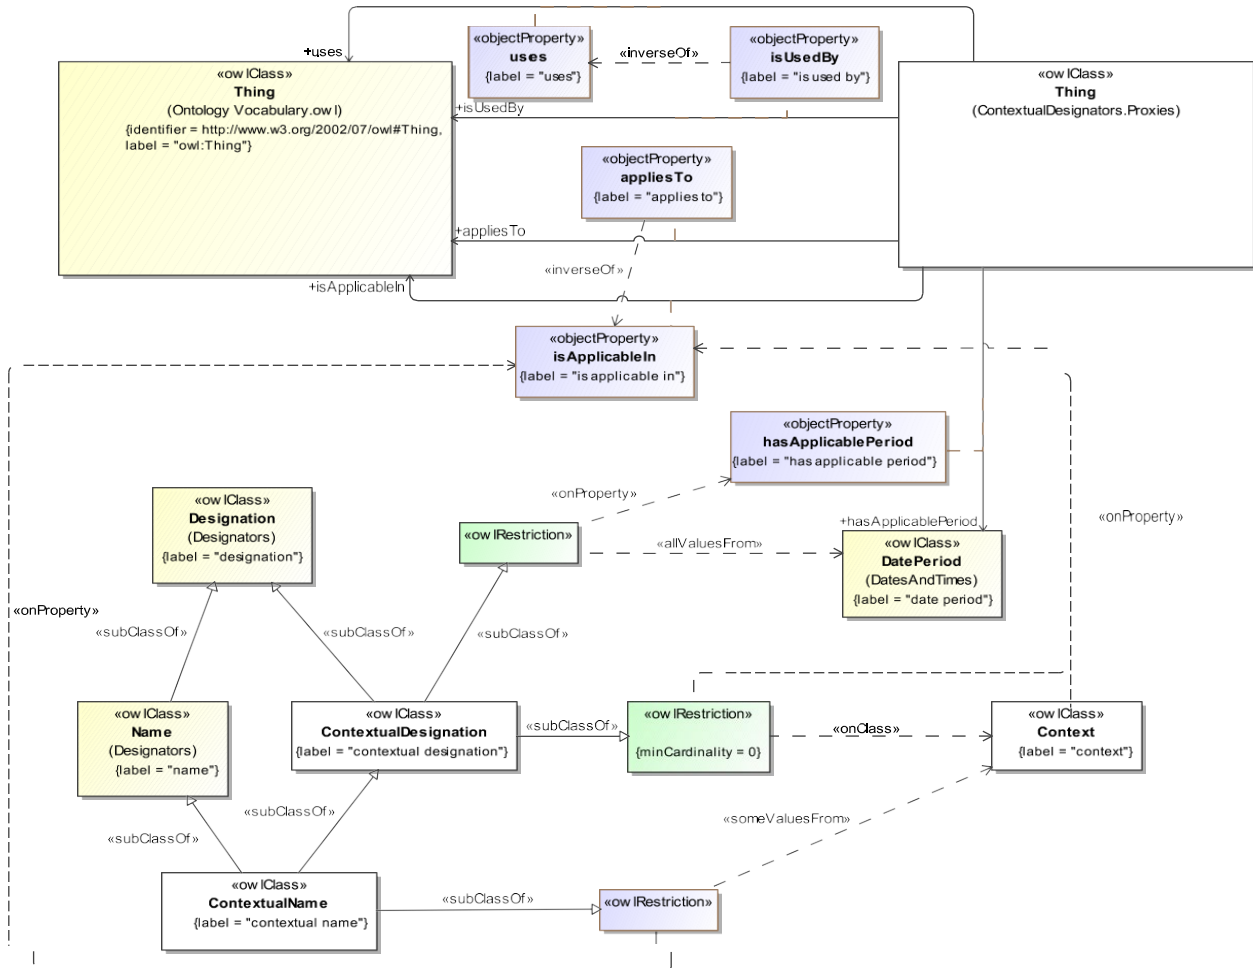 +uses
«objectProperty»
uses
{label = "uses"}
«inverseOf»
«objectProperty»
isUsedBy
{label = "is used by"}
«owlClass»
Thing
(Ontology Vocabulary.owl)
{identifier = http://www.w3.org/2002/07/owl#Thing,
label = "owl:Thing"}
«owlClass»
Thing
(ContextualDesignators.Proxies)
+isUsedBy
«objectProperty»
appliesTo
{label = "applies to"}
+appliesTo
«inverseOf»
+isApplicableIn
«objectProperty»
isApplicableIn
{label = "is applicable in"}
«objectProperty»
hasApplicablePeriod
{label = "has applicable period"}
«onProperty»
«owlClass»
Designation
(Designators)
{label = "designation"}
«owlRestriction»
«allValuesFrom»
+hasApplicablePeriod
«owlClass»
DatePeriod
(DatesAndTimes)
{label = "date period"}
«onProperty»
«onProperty»
«subClassOf»
«subClassOf»
«subClassOf»
«owlClass»
Name
(Designators)
{label = "name"}
«owlClass»
ContextualDesignation
{label = "contextual designation"}
«subClassOf»
«owlRestriction»
{minCardinality = 0}
«onClass»
«owlClass»
Context
{label = "context"}
«subClassOf»
«subClassOf»
«someValuesFrom»
«owlClass»
ContextualName
{label = "contextual name"}
«subClassOf»
«owlRestriction»